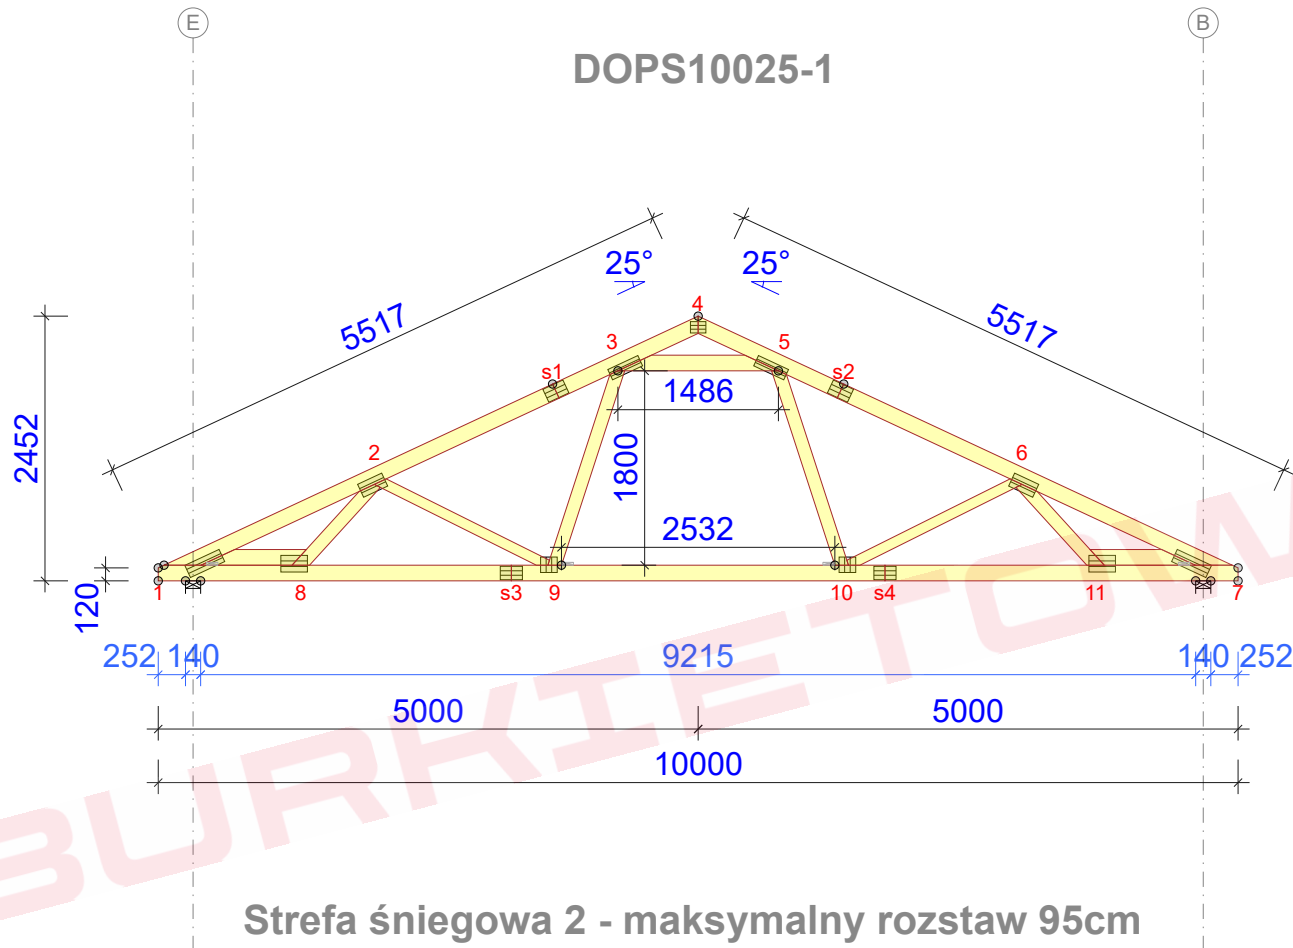 E B
DOPS10025-1
25° 25°
4
5517 5517
3 5
s1 s2
1486
2452
1800
2 6
2532
120
1 8 s3 9 10 s4 11 7
252 140 9215 140 252
5000 5000
10000
BURKIETOW
Strefa śniegowa 2 - maksymalny rozstaw 95cm